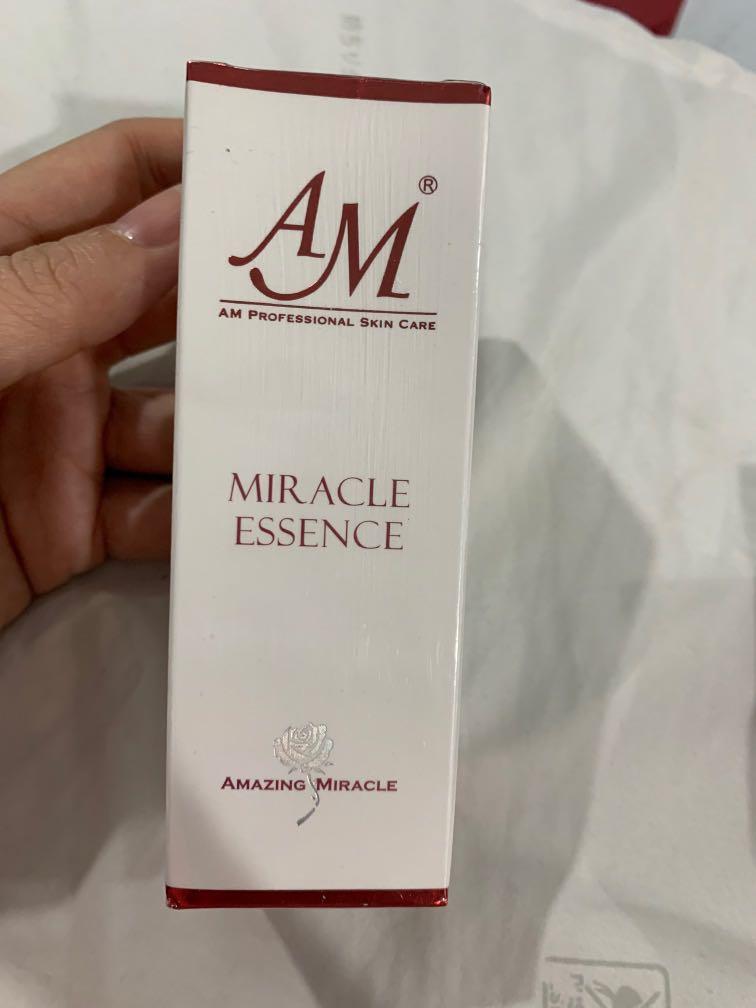 AM®
AM PROFESSIONAL SKIN CARE
MIRACLE
ESSENCE
AMAZING MIRACLE